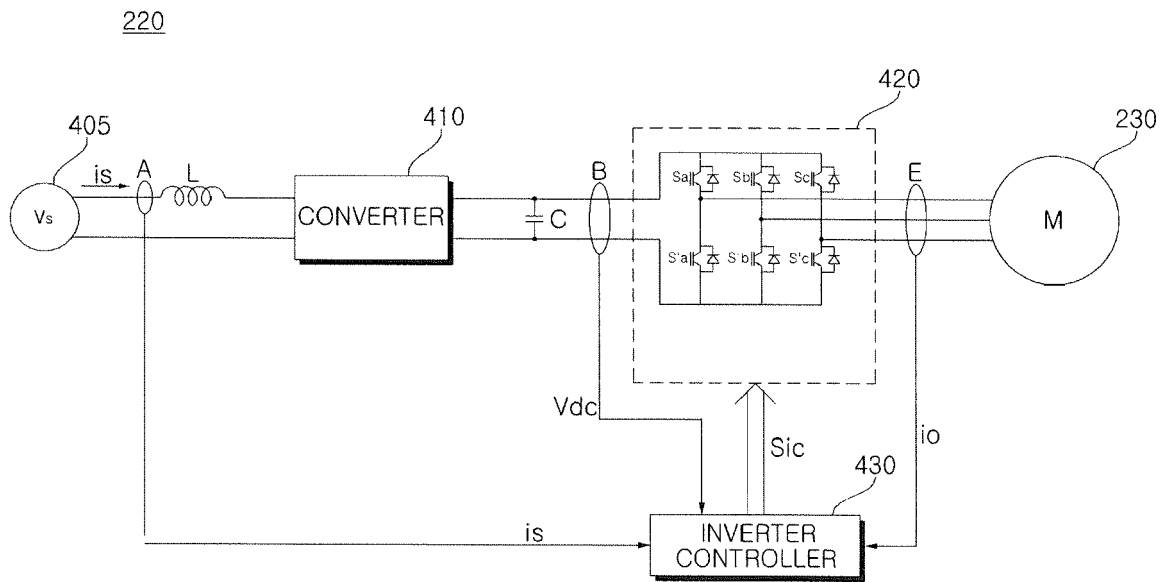 220
405
is
A
L
410
CONVERTER
C
B
420
Sa
Sb
Sc
S'a
S'b
S'c
E
230
Vs
M
Vdc
Sic
io
430
is
INVERTER
CONTROLLER